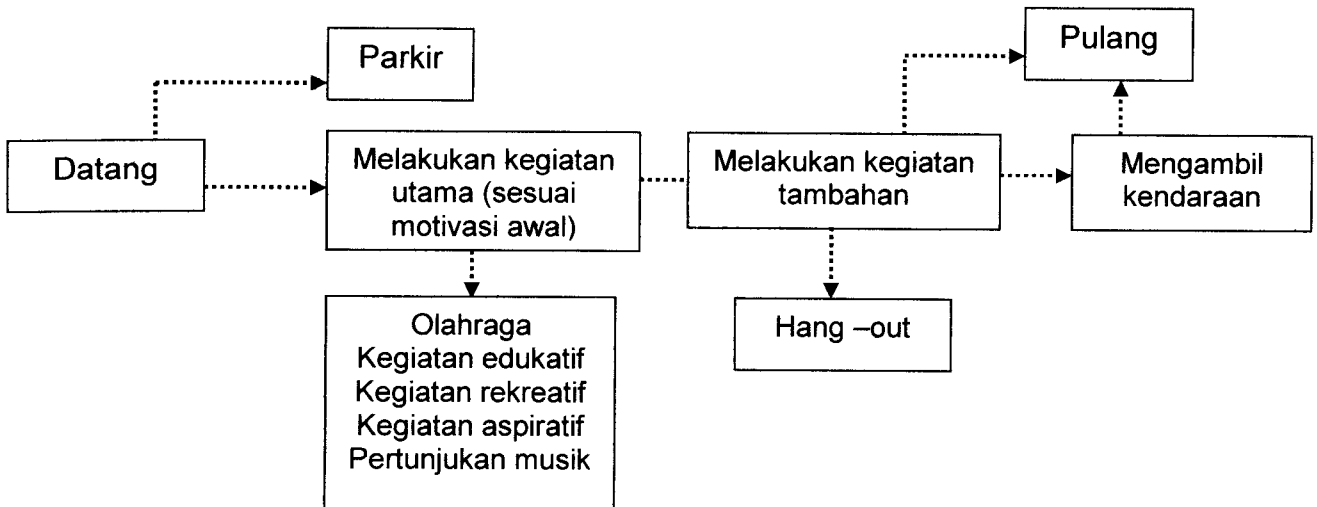 Datang
Parkir
Melakukan kegiatan
utama (sesuai
motivasi awal)
Olahraga
Kegiatan edukatif
Kegiatan rekreatif
Kegiatan aspiratif
Pertunjukan musik
Melakukan kegiatan
tambahan
Hang –out
Pulang
Mengambil
kendaraan